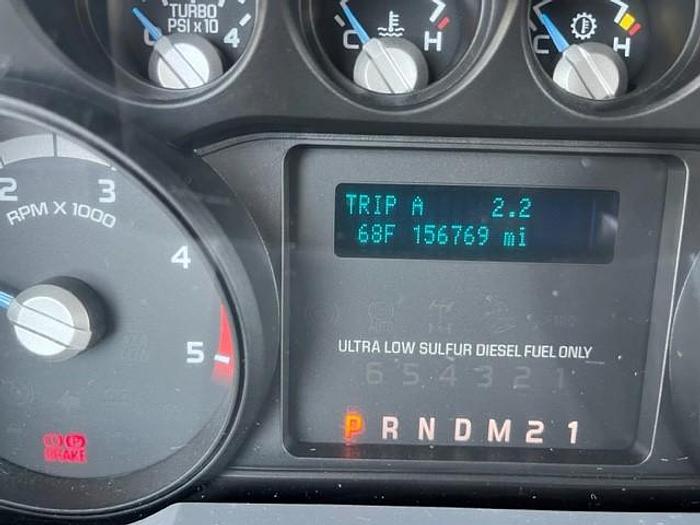 TURBO
PSI X 10
4
C H
C H
2 3
RPM X 1000
4
5
TRIP A 2.2
68F 156769 mi
ULTRA LOW SULFUR DIESEL FUEL ONLY
6 5 4 3 2 1
P R N D M 2 1
P
BRAKE